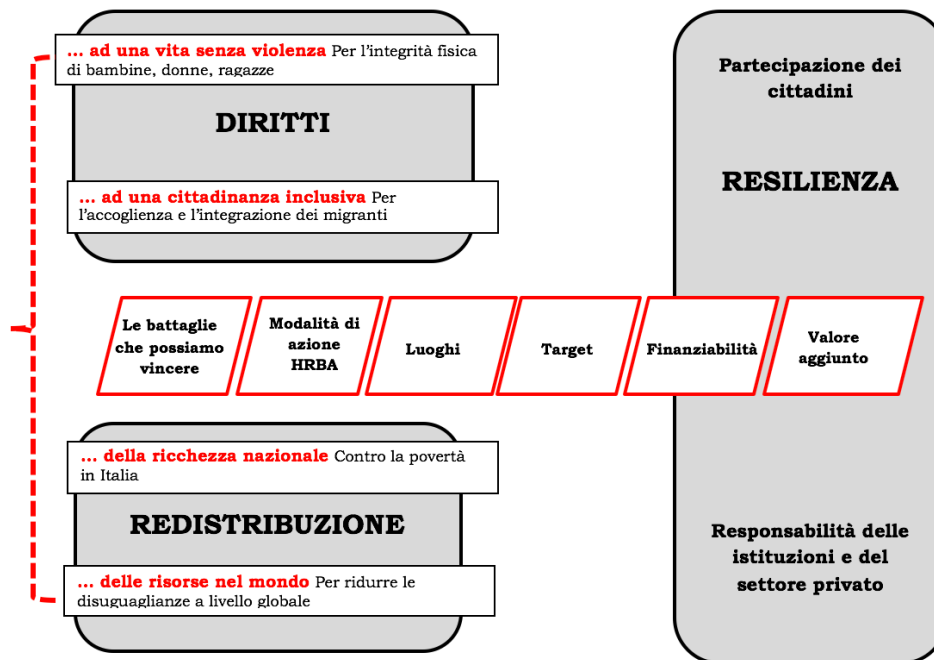 ... ad una vita senza violenza Per l'integrità fisica
di bambine, donne, ragazze
DIRITTI
... ad una cittadinanza inclusiva Per
l'accoglienza e l'integrazione dei migranti
Partecipazione dei
cittadini
RESILIENZA
Le battaglie
che possiamo
vincere
Modalità di
azione
HRBA
Luoghi
Target
Finanziabilità
Valore
aggiunto
... della ricchezza nazionale Contro la povertà
in Italia
REDISTRIBUZIONE
... delle risorse nel mondo Per ridurre le
disuguaglianze a livello globale
Responsabilità delle
istituzioni e del
settore privato